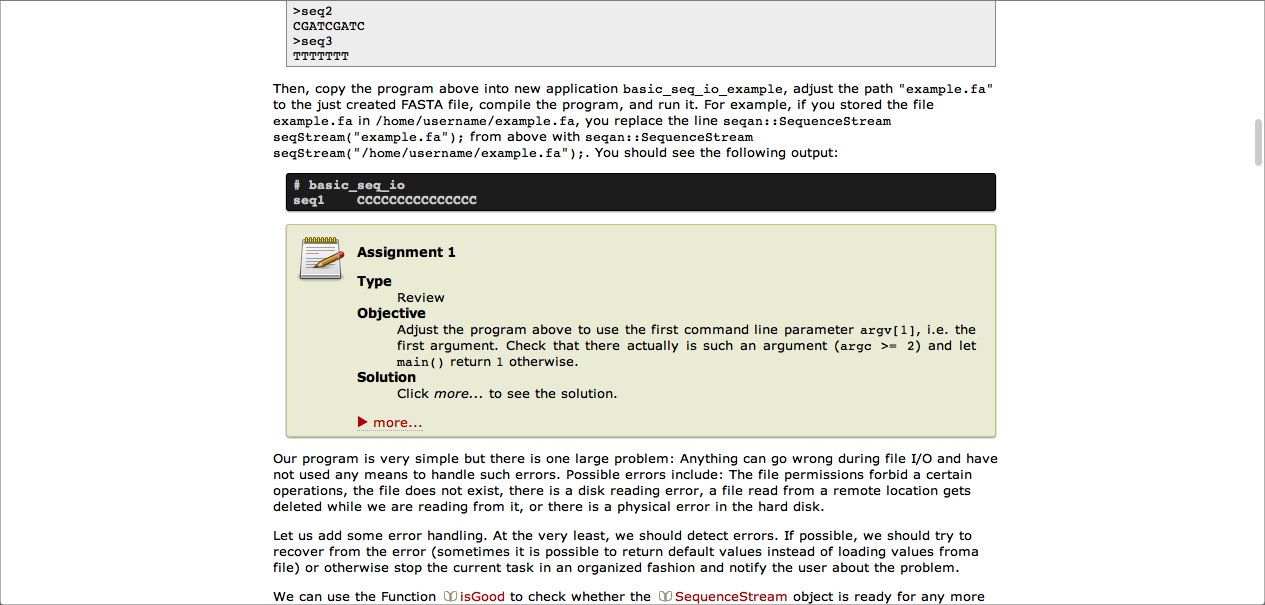 >seq2
CGATCGATC
>seq3
TTTTTTT
Then, copy the program above into new application basic_seq_io_example, adjust the path "example.fa"
to the just created FASTA file, compile the program, and run it. For example, if you stored the file
example.fa in /home/username/example.fa, you replace the line seqan::SequenceStream
seqStream("example.fa"); from above with seqan::SequenceStream
seqStream("/home/username/example.fa");. You should see the following output:
# basic_seq_io
seq1    CCCCCCCCCCCCCCC
Assignment 1
Type
Review
Objective
Adjust the program above to use the first command line parameter argv[1], i.e. the
first argument. Check that there actually is such an argument (argc >= 2) and let
main() return 1 otherwise.
Solution
Click more... to see the solution.
▶ more...
Our program is very simple but there is one large problem: Anything can go wrong during file I/O and have
not used any means to handle such errors. Possible errors include: The file permissions forbid a certain
operations, the file does not exist, there is a disk reading error, a file read from a remote location gets
deleted while we are reading from it, or there is a physical error in the hard disk.
Let us add some error handling. At the very least, we should detect errors. If possible, we should try to
recover from the error (sometimes it is possible to return default values instead of loading values froma
file) or otherwise stop the current task in an organized fashion and notify the user about the problem.
We can use the Function isGood to check whether the SequenceStream object is ready for any more